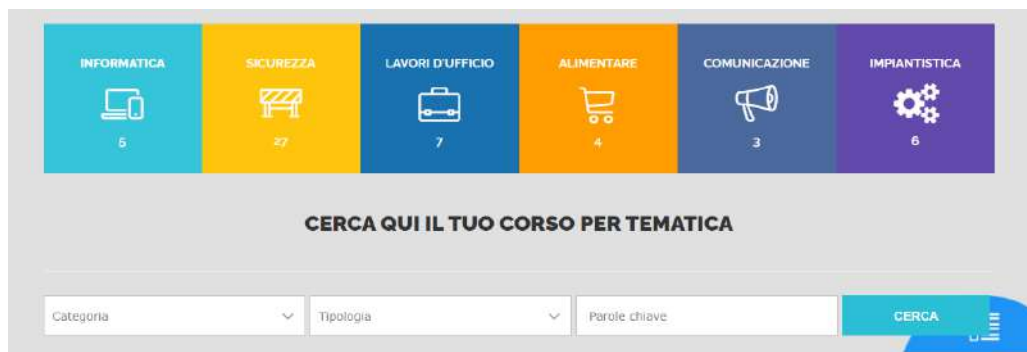 INFORMATICA
SICUREZZA
LAVORI D'UFFICIO
ALIMENTARE
COMUNICAZIONE
IMPIANTISTICA
5
27
7
4
3
6
CERCA QUI IL TUO CORSO PER TEMATICA
Categoria
Tipologia
Parole chiave
CERCA